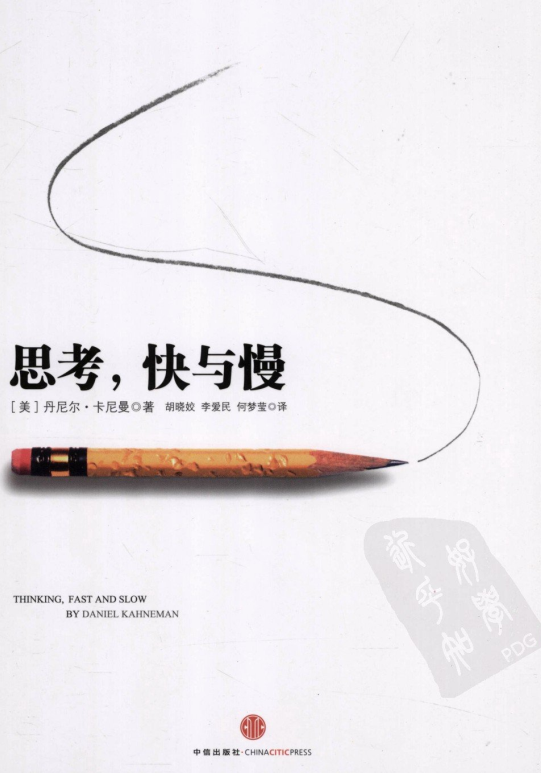 思考，快与慢
［美］丹尼尔·卡尼曼◎著 胡晓姣 李爱民 何梦莹◎译
THINKING, FAST AND SLOW
BY DANIEL KAHNEMAN
PDG
中信出版社·CHINACITICPRESS